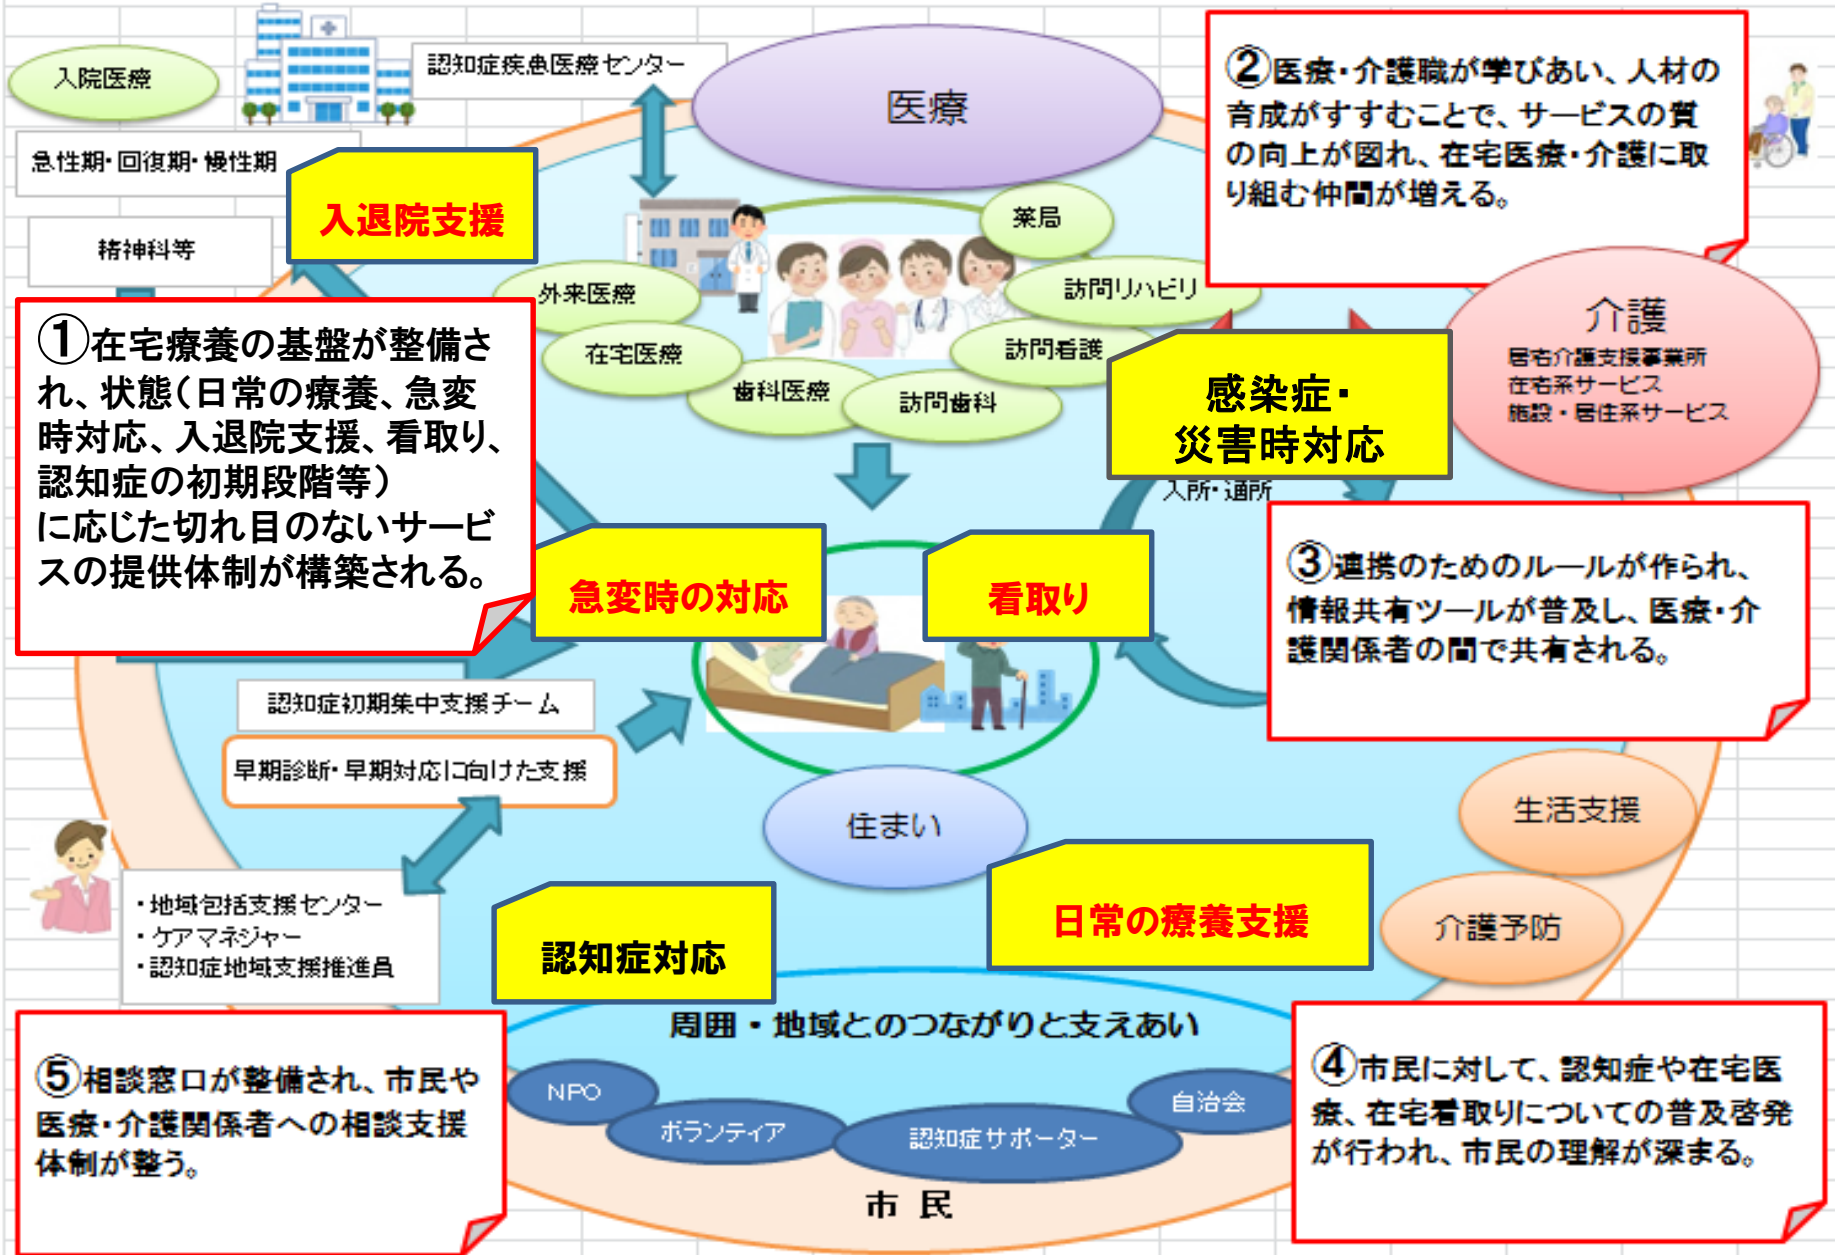 入院医療
認知症疾患医療センター
医療
急性期・回復期・慢性期
精神科等
入退院支援
②医療・介護職が学びあい、人材の
育成がすすむことで、サービスの質
の向上が図れ、在宅医療・介護に取
り組む仲間が増える。
薬局
訪問リハビリ
外来医療
在宅医療
歯科医療
訪問歯科
訪問看護
介護
居宅介護支援事業所
在宅系サービス
施設・居住系サービス
①在宅療養の基盤が整備さ
れ、状態（日常の療養、急変
時対応、入退院支援、看取り、
認知症の初期段階等）
に応じた切れ目のないサービ
スの提供体制が構築される。
感染症・
災害時対応
入所・通所
急変時の対応
看取り
③連携のためのルールが作られ、
情報共有ツールが普及し、医療・介
護関係者の間で共有される。
認知症初期集中支援チーム
早期診断・早期対応に向けた支援
住まい
生活支援
介護予防
・地域包括支援センター
・ケアマネジャー
・認知症地域支援推進員
認知症対応
日常の療養支援
周囲・地域とのつながりと支えあい
NPO
ボランティア
認知症サポーター
自治会
市 民
⑤相談窓口が整備され、市民や
医療・介護関係者への相談支援
体制が整う。
④市民に対して、認知症や在宅医
療、在宅看取りについての普及啓発
が行われ、市民の理解が深まる。